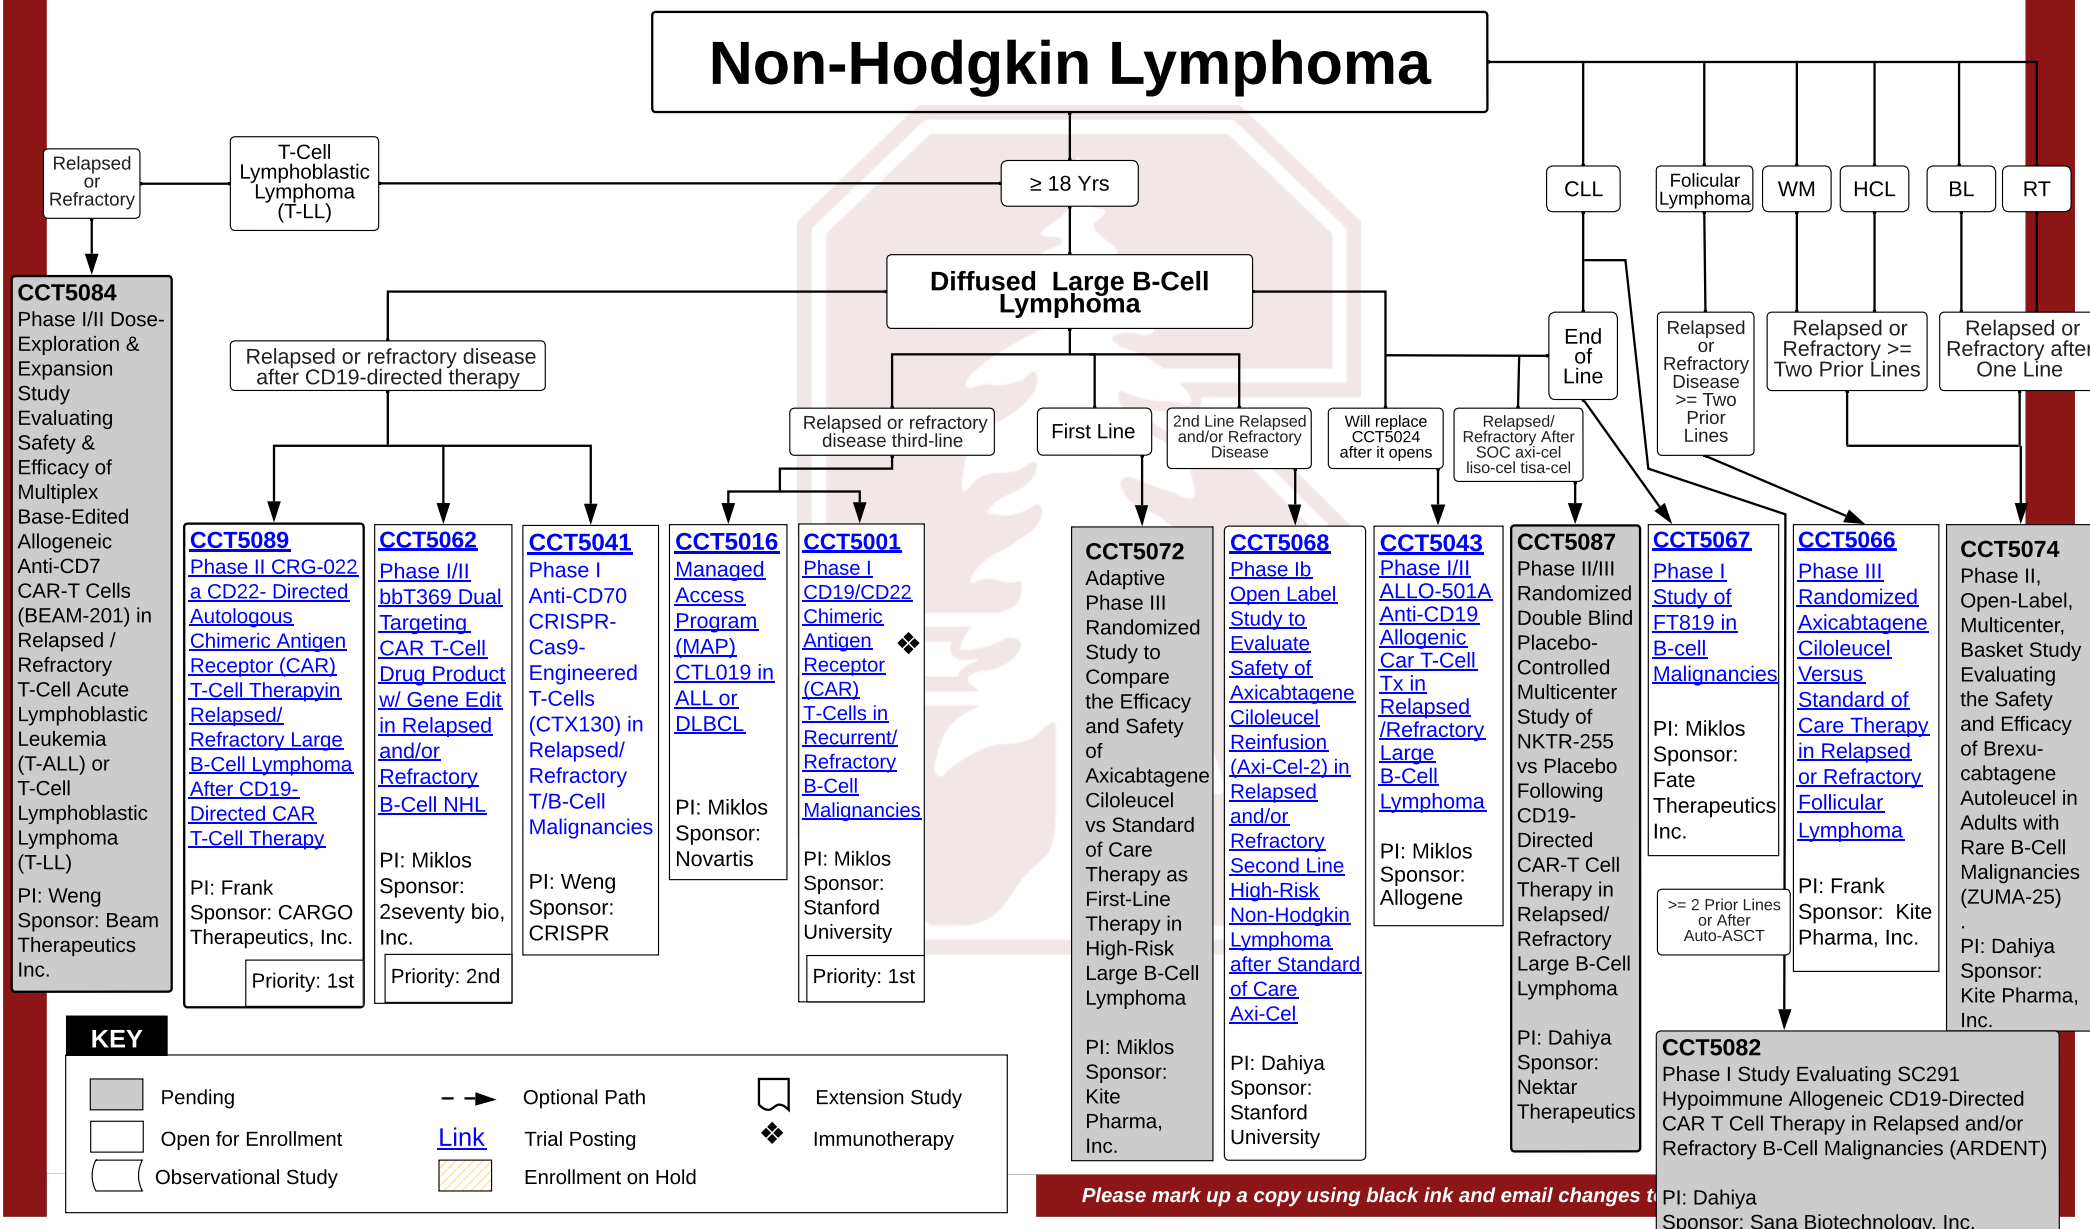 Non-Hodgkin Lymphoma
Relapsed
or
Refractory
T-Cell
Lymphoblastic
Lymphoma
(T-LL)
≥ 18 Yrs
CLL
Folicular
Lymphoma
WM
HCL
BL
RT
Diffused  Large B-Cell
Lymphoma
Relapsed or refractory disease
after CD19-directed therapy
End
of
Line
Relapsed
or
Refractory
Disease
>= Two
Prior
Lines
Relapsed or
Refractory >=
Two Prior Lines
Relapsed or
Refractory after
One Line
Relapsed or refractory
disease third-line
First Line
2nd Line Relapsed
and/or Refractory
Disease
Will replace
CCT5024
after it opens
Relapsed/
Refractory After
SOC axi-cel
liso-cel tisa-cel
CCT5084
Phase I/II Dose-
Exploration &
Expansion
Study
Evaluating
Safety &
Efficacy of
Multiplex
Base-Edited
Allogeneic
Anti-CD7
CAR-T Cells
(BEAM-201) in
Relapsed /
Refractory
T-Cell Acute
Lymphoblastic
Leukemia
(T-ALL) or
T-Cell
Lymphoblastic
Lymphoma
(T-LL)
PI: Weng
Sponsor: Beam
Therapeutics
Inc.
CCT5089
Phase II CRG-022
a CD22- Directed
Autologous
Chimeric Antigen
Receptor (CAR)
T-Cell Therapyin
Relapsed/
Refractory Large
B-Cell Lymphoma
After CD19-
Directed CAR
T-Cell Therapy
PI: Frank
Sponsor: CARGO
Therapeutics, Inc.
Priority: 1st
CCT5062
Phase I/II
bbT369 Dual
Targeting
CAR T-Cell
Drug Product
w/ Gene Edit
in Relapsed
and/or
Refractory
B-Cell NHL
PI: Miklos
Sponsor:
2seventy bio,
Inc.
Priority: 2nd
CCT5041
Phase I
Anti-CD70
CRISPR-
Cas9-
Engineered
T-Cells
(CTX130) in
Relapsed/
Refractory
T/B-Cell
Malignancies
PI: Weng
Sponsor:
CRISPR
CCT5016
Managed
Access
Program
(MAP)
CTL019 in
ALL or
DLBCL
PI: Miklos
Sponsor:
Novartis
CCT5001
Phase I
CD19/CD22
Chimeric
Antigen
Receptor
(CAR)
T-Cells in
Recurrent/
Refractory
B-Cell
Malignancies
PI: Miklos
Sponsor:
Stanford
University
Priority: 1st
CCT5072
Adaptive
Phase III
Randomized
Study to
Compare
the Efficacy
and Safety
of
Axicabtagene
Ciloleucel
vs Standard
of Care
Therapy as
First-Line
Therapy in
High-Risk
Large B-Cell
Lymphoma
PI: Miklos
Sponsor:
Kite
Pharma,
Inc.
CCT5068
Phase Ib
Open Label
Study to
Evaluate
Safety of
Axicabtagene
Ciloleucel
Reinfusion
(Axi-Cel-2) in
Relapsed
and/or
Refractory
Second Line
High-Risk
Non-Hodgkin
Lymphoma
after Standard
of Care
Axi-Cel
PI: Dahiya
Sponsor:
Stanford
University
CCT5043
Phase I/II
ALLO-501A
Anti-CD19
Allogenic
Car T-Cell
Tx in
Relapsed
/Refractory
Large
B-Cell
Lymphoma
PI: Miklos
Sponsor:
Allogene
CCT5087
Phase II/III
Randomized
Double Blind
Placebo-
Controlled
Multicenter
Study of
NKTR-255
vs Placebo
Following
CD19-
Directed
CAR-T Cell
Therapy in
Relapsed/
Refractory
Large B-Cell
Lymphoma
PI: Dahiya
Sponsor:
Nektar
Therapeutics
CCT5067
Phase I
Study of
FT819 in
B-cell
Malignancies
PI: Miklos
Sponsor:
Fate
Therapeutics
Inc.
>= 2 Prior Lines
or After
Auto-ASCT
CCT5066
Phase III
Randomized
Axicabtagene
Ciloleucel
Versus
Standard of
Care Therapy
in Relapsed
or Refractory
Follicular
Lymphoma
PI: Frank
Sponsor:  Kite
Pharma, Inc.
CCT5074
Phase II,
Open-Label,
Multicenter,
Basket Study
Evaluating
the Safety
and Efficacy
of Brexu-
cabtagene
Autoleucel in
Adults with
Rare B-Cell
Malignancies
(ZUMA-25)
.
PI: Dahiya
Sponsor:
Kite Pharma,
Inc.
CCT5082
Phase I Study Evaluating SC291
Hypoimmune Allogeneic CD19-Directed
CAR T Cell Therapy in Relapsed and/or
Refractory B-Cell Malignancies (ARDENT)
PI: Dahiya
Sponsor: Sana Biotechnology, Inc.
KEY
Pending
Optional Path
Extension Study
Open for Enrollment
Link
Trial Posting
Immunotherapy
Observational Study
Enrollment on Hold
Please mark up a copy using black ink and email changes